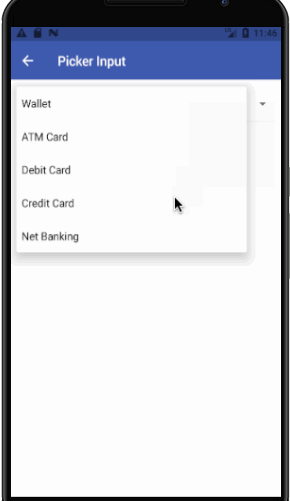 11:46
Picker Input
Wallet
ATM Card
Debit Card
Credit Card
Net Banking